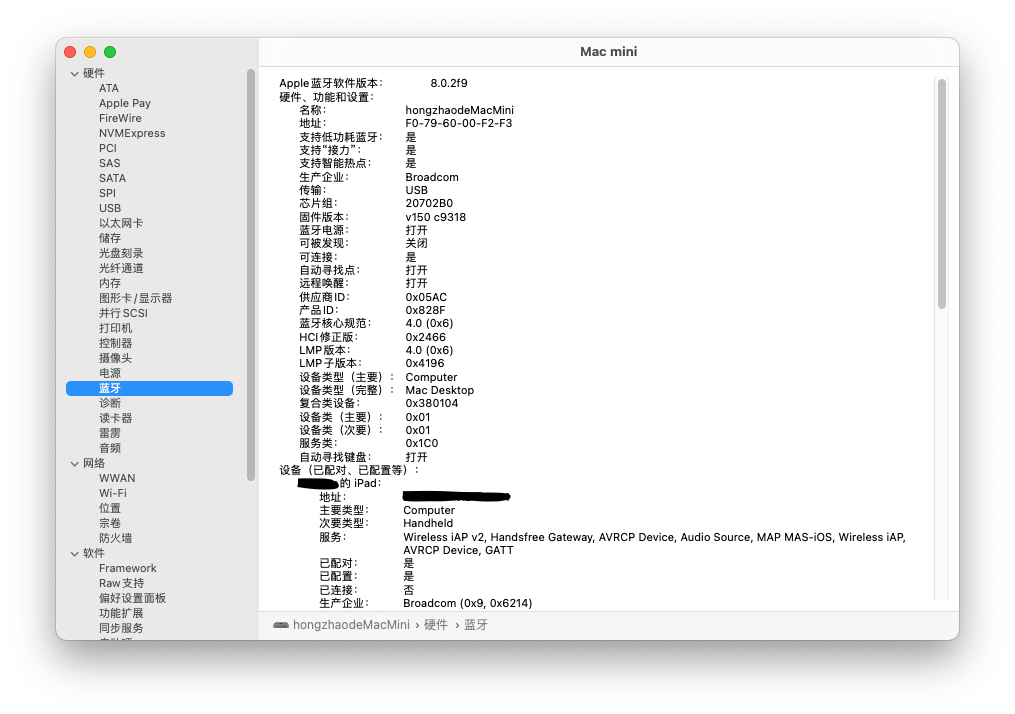 Mac mini
硬件
ATA
Apple Pay
FireWire
NVMExpress
PCI
SAS
SATA
SPI
USB
以太网卡
储存
光盘刻录
光纤通道
内存
图形卡/显示器
并行SCSI
打印机
控制器
摄像头
电源
蓝牙
诊断
读卡器
雷雳
音频
网络
WWAN
Wi-Fi
位置
宗卷
防火墙
软件
Framework
Raw支持
偏好设置面板
功能扩展
同步服务
Apple蓝牙软件版本: 8.0.2f9
硬件、功能和设置:
名称: hongzhaodeMacMini
地址: F0-79-60-00-F2-F3
支持低功耗蓝牙: 是
支持“接力”: 是
支持智能热点: 是
生产企业: Broadcom
传输: USB
芯片组: 20702B0
固件版本: v150 c9318
蓝牙电源: 打开
可被发现: 关闭
可连接: 是
自动寻找点: 打开
远程唤醒: 打开
供应商ID: 0x05AC
产品ID: 0x828F
蓝牙核心规范: 4.0 (0x6)
HCI修正版: 0x2466
LMP版本: 4.0 (0x6)
LMP子版本: 0x4196
设备类型（主要）: Computer
设备类型（完整）: Mac Desktop
复合类设备: 0x380104
设备类（主要）: 0x01
设备类（次要）: 0x01
服务类: 0x1C0
自动寻找键盘: 打开
设备（已配对、已配置等）:
的 iPad:
地址:
主要类型: Computer
次要类型: Handheld
服务: Wireless iAP v2, Handsfree Gateway, AVRCP Device, Audio Source, MAP MAS-iOS, Wireless iAP,
AVRCP Device, GATT
已配对: 是
已配置: 是
已连接: 否
生产企业: Broadcom (0x9, 0x6214)
hongzhaodeMacMini › 硬件 › 蓝牙